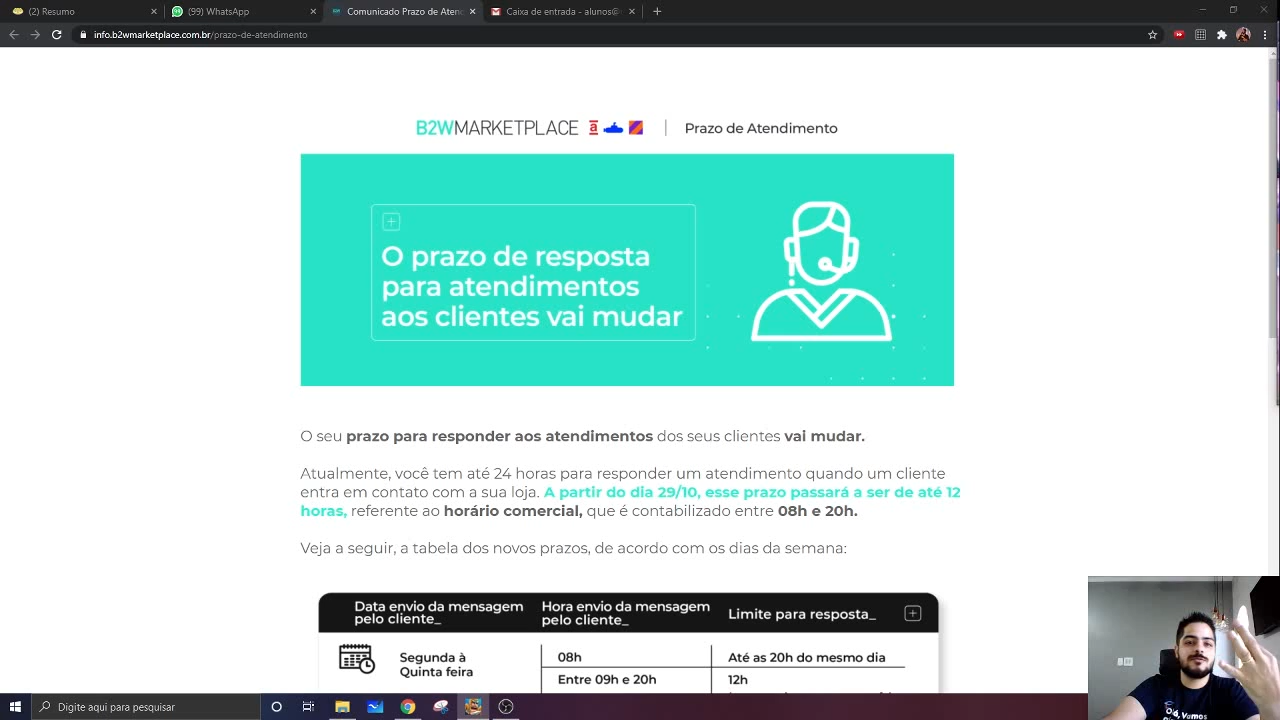 (2) Resumo
(99) WhatsApp
Comunicado Prazo de Atend
Caixa de entrada - alunos@
info.b2wmarketplace.com.br/prazo-de-atendimento
B2WMARKETPLACE a | Prazo de Atendimento
O prazo de resposta
para atendimentos
aos clientes vai mudar
O seu prazo para responder aos atendimentos dos seus clientes vai mudar.
Atualmente, você tem até 24 horas para responder um atendimento quando um cliente
entra em contato com a sua loja. A partir do dia 29/10, esse prazo passará a ser de até 12
horas, referente ao horário comercial, que é contabilizado entre 08h e 20h.
Veja a seguir, a tabela dos novos prazos, de acordo com os dias da semana:
Data envio da mensagem
pelo cliente_
Hora envio da mensagem
pelo cliente_
Limite para resposta_
Segunda à
Quinta feira
08h
Até as 20h do mesmo dia
Entre 09h e 20h
12h
Digite aqui para pesquisar